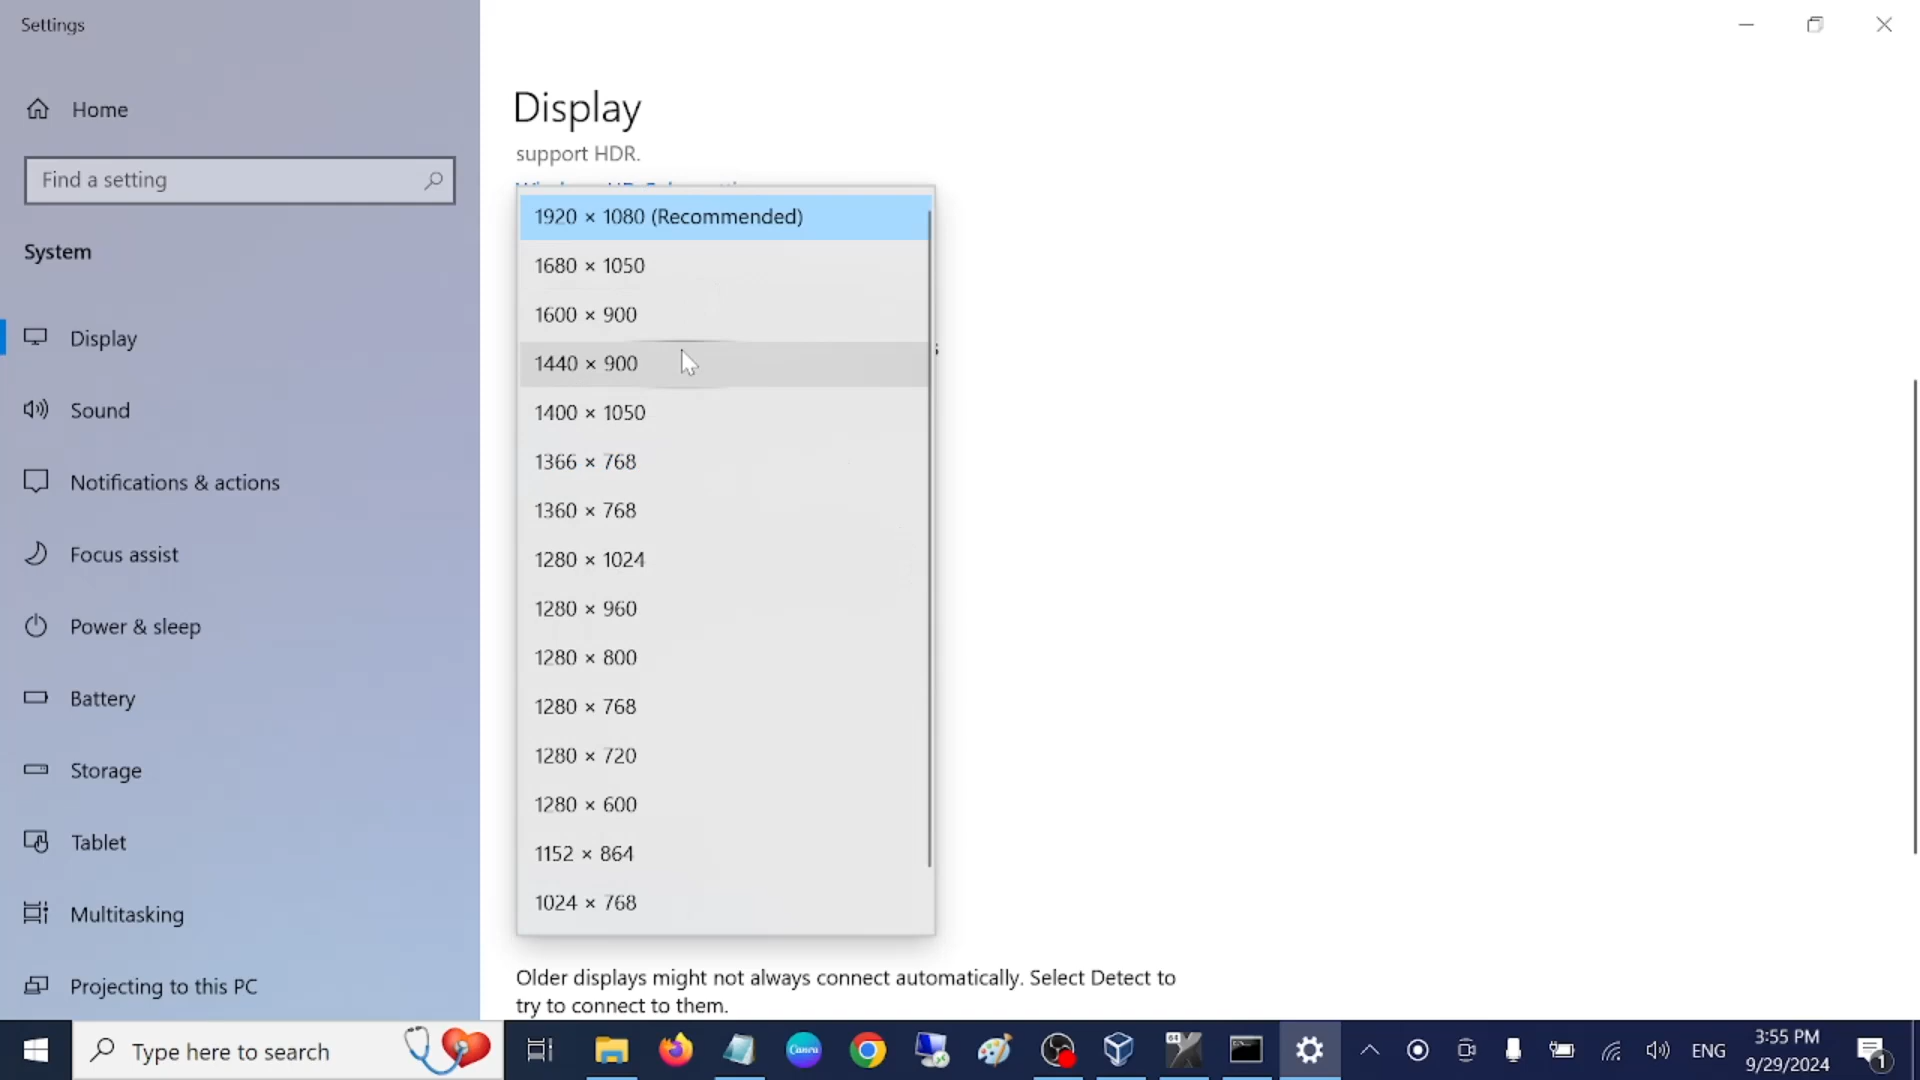 Settings
Home
Find a setting
System
Display
Sound
Notifications & actions
Focus assist
Power & sleep
Battery
Storage
Tablet
Multitasking
Projecting to this PC
Display
support HDR.
1920 × 1080 (Recommended)
1680 × 1050
1600 × 900
1440 × 900
1400 × 1050
1366 × 768
1360 × 768
1280 × 1024
1280 × 960
1280 × 800
1280 × 768
1280 × 720
1280 × 600
1152 × 864
1024 × 768
Older displays might not always connect automatically. Select Detect to
try to connect to them.
Type here to search
Canva
64
ENG
3:55 PM
9/29/2024
1